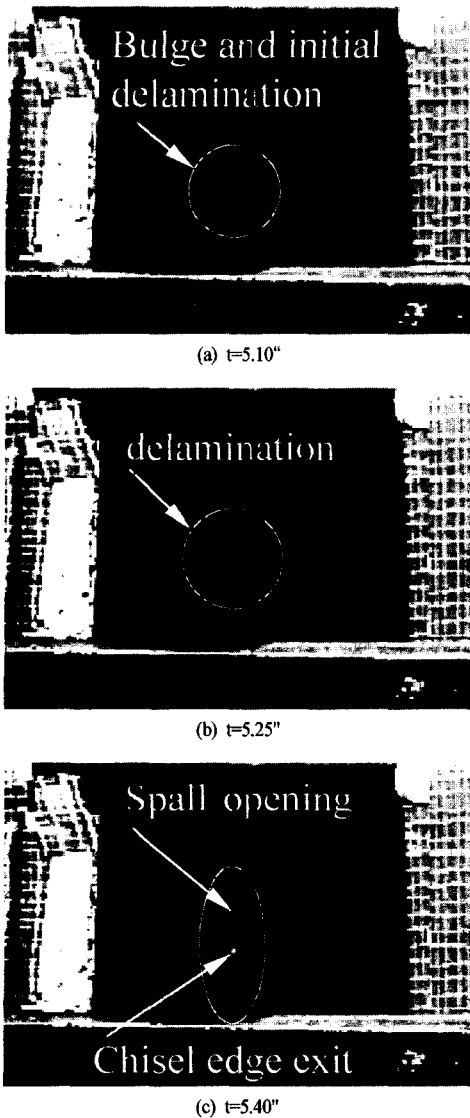 Bulge and initial
delamination
(a) t=5.10"
delamination
(b) t=5.25"
Spall opening
Chisel edge exit
(c) t=5.40"